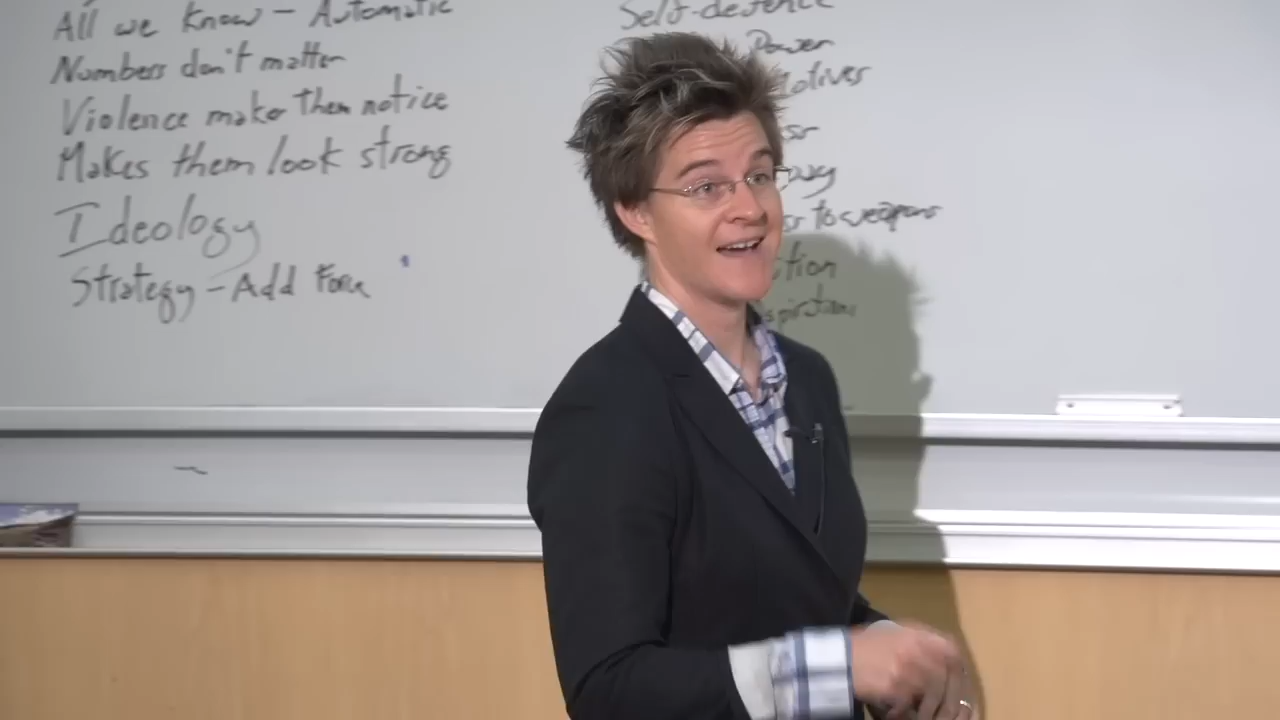 All we know - Automatic
Numbers don't matter
Violence make them notice
Makes them look strong
Ideology
Strategy - Add Force
Self-defence
Power
to weapons